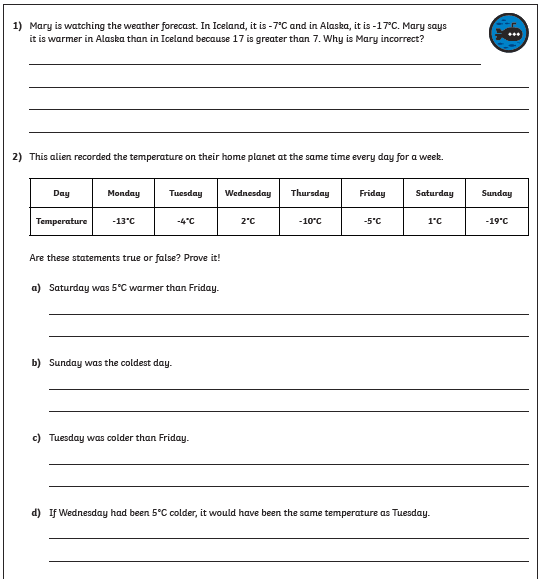 1) Mary is watching the weather forecast. In Iceland, it is -7°C and in Alaska, it is -17°C. Mary says
it is warmer in Alaska than in Iceland because 17 is greater than 7. Why is Mary incorrect?
2) This alien recorded the temperature on their home planet at the same time every day for a week.
Day Monday Tuesday Wednesday Thursday Friday Saturday Sunday
Temperature -13°C -4°C 2°C -10°C -5°C 1°C -19°C
Are these statements true or false? Prove it!
a) Saturday was 5°C warmer than Friday.
b) Sunday was the coldest day.
c) Tuesday was colder than Friday.
d) If Wednesday had been 5°C colder, it would have been the same temperature as Tuesday.